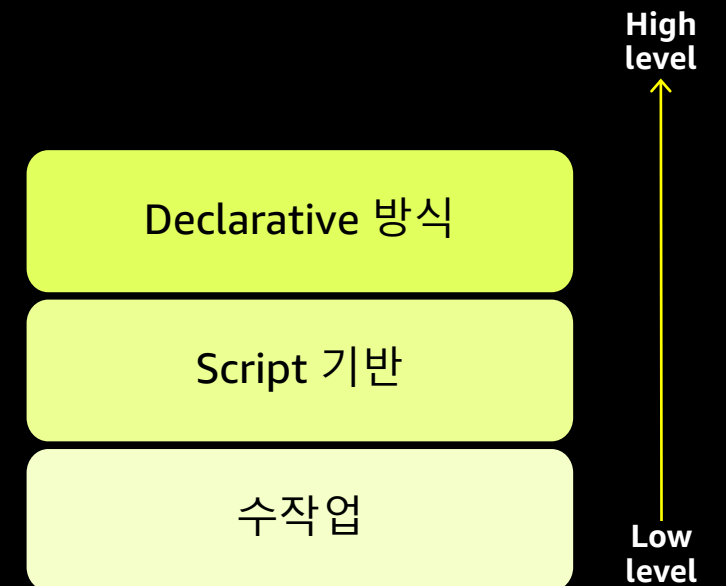 High
level
Declarative 방식
Script 기반
수작업
Low
level